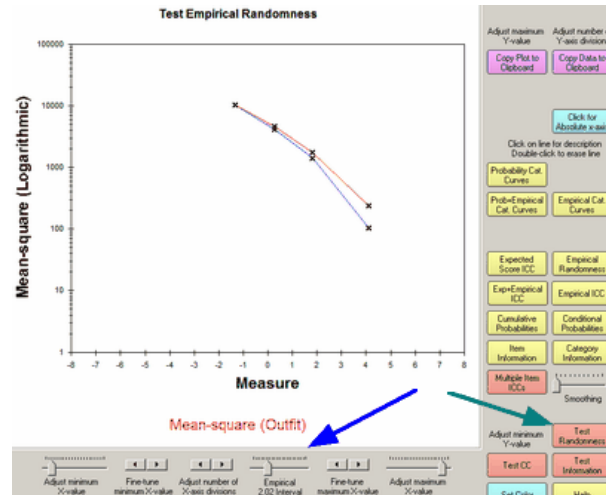 Test Empirical Randomness
Mean-square (Logarithmic)
100000
10000
1000
100
10
1
-8 -7 -6 -5 -4 -3 -2 -1 0 1 2 3 4 5 6 7 8
Measure
Mean-square (Outfit)
Adjust maximum
Y-value
Adjust number
Y-axis division
Copy Plot to
Clipboard
Copy Data to
Clipboard
Click for
Absolute x-axis
Click on line for description
Double-click to erase line
Probability Cat.
Curves
Prob+Empirical
Cat. Curves
Empirical Cat.
Curves
Expected
Score ICC
Empirical
Randomness
Exp+Empirical
ICC
Empirical ICC
Cumulative
Probabilities
Conditional
Probabilities
Item
Information
Category
Information
Multiple Item
ICCs
Smoothing
Adjust minimum
Y-value
Test
Randomness
Test CC
Test
Information
Set Color
Help
Adjust minimum
X-value
Fine-tune
minimum X-value
Adjust number of
X-axis divisions
Empirical
2.02 Interval
Fine-tune
maximum X-value
Adjust maximum
X-value